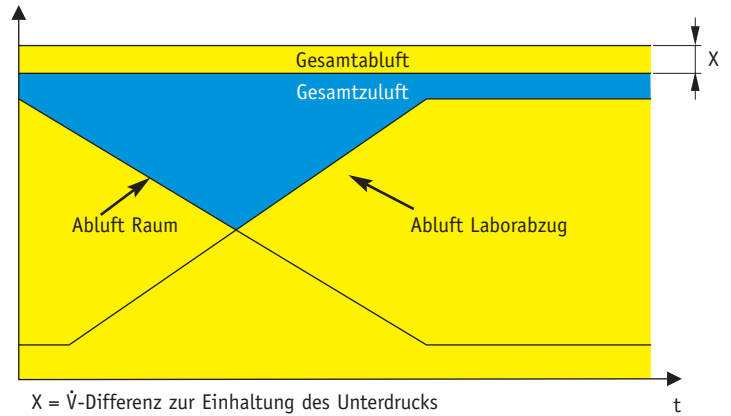 Gesamtabluft
X
Gesamtzuluft
Abluft Raum
Abluft Laborabzug
X = V̇-Differenz zur Einhaltung des Unterdrucks
t